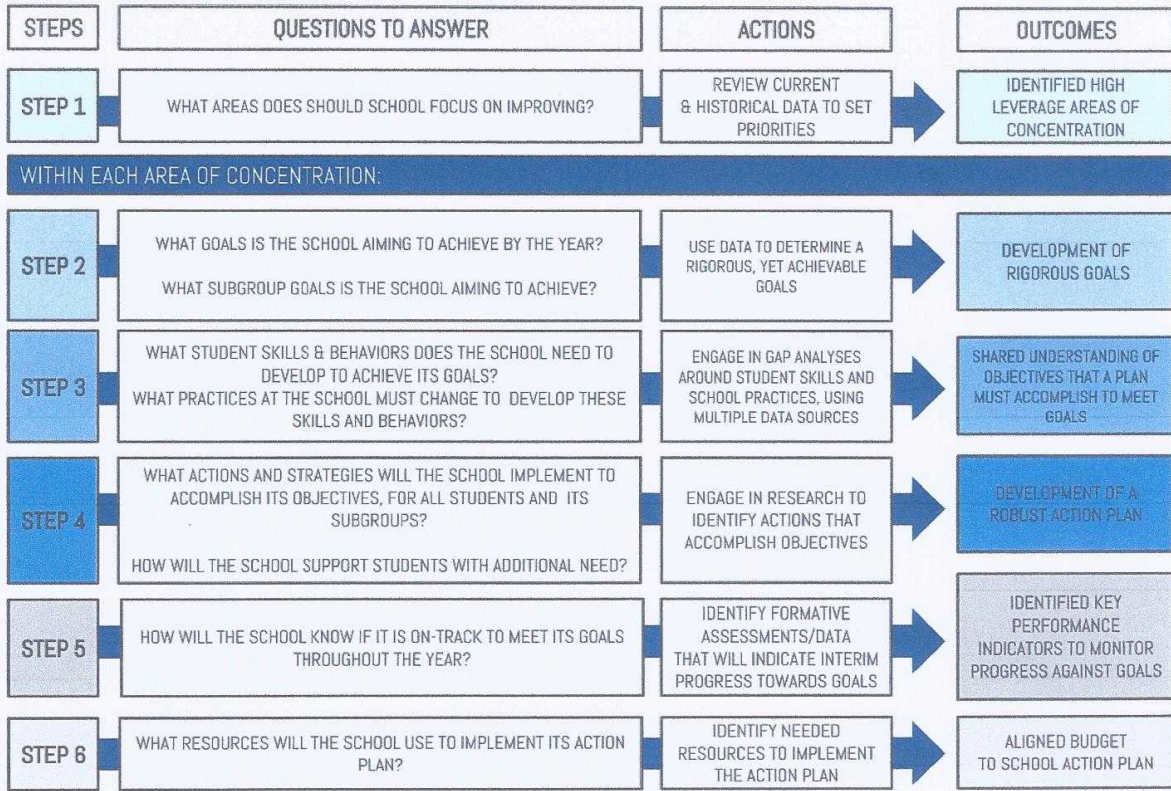 STEPS
QUESTIONS TO ANSWER
ACTIONS
OUTCOMES
STEP 1
WHAT AREAS DOES SHOULD SCHOOL FOCUS ON IMPROVING?
REVIEW CURRENT
& HISTORICAL DATA TO SET
PRIORITIES
IDENTIFIED HIGH
LEVERAGE AREAS OF
CONCENTRATION
WITHIN EACH AREA OF CONCENTRATION:
STEP 2
WHAT GOALS IS THE SCHOOL AIMING TO ACHIEVE BY THE YEAR?
WHAT SUBGROUP GOALS IS THE SCHOOL AIMING TO ACHIEVE?
USE DATA TO DETERMINE A
RIGOROUS, YET ACHIEVABLE
GOALS
DEVELOPMENT OF
RIGOROUS GOALS
STEP 3
WHAT STUDENT SKILLS & BEHAVIORS DOES THE SCHOOL NEED TO
DEVELOP TO ACHIEVE ITS GOALS?
WHAT PRACTICES AT THE SCHOOL MUST CHANGE TO DEVELOP THESE
SKILLS AND BEHAVIORS?
ENGAGE IN GAP ANALYSES
AROUND STUDENT SKILLS AND
SCHOOL PRACTICES, USING
MULTIPLE DATA SOURCES
SHARED UNDERSTANDING OF
OBJECTIVES THAT A PLAN
MUST ACCOMPLISH TO MEET
GOALS
STEP 4
WHAT ACTIONS AND STRATEGIES WILL THE SCHOOL IMPLEMENT TO
ACCOMPLISH ITS OBJECTIVES, FOR ALL STUDENTS AND ITS
SUBGROUPS?
HOW WILL THE SCHOOL SUPPORT STUDENTS WITH ADDITIONAL NEED?
ENGAGE IN RESEARCH TO
IDENTIFY ACTIONS THAT
ACCOMPLISH OBJECTIVES
DEVELOPMENT OF A
ROBUST ACTION PLAN
STEP 5
HOW WILL THE SCHOOL KNOW IF IT IS ON-TRACK TO MEET ITS GOALS
THROUGHOUT THE YEAR?
IDENTIFY FORMATIVE
ASSESSMENTS/DATA
THAT WILL INDICATE INTERIM
PROGRESS TOWARDS GOALS
IDENTIFIED KEY
PERFORMANCE
INDICATORS TO MONITOR
PROGRESS AGAINST GOALS
STEP 6
WHAT RESOURCES WILL THE SCHOOL USE TO IMPLEMENT ITS ACTION
PLAN?
IDENTIFY NEEDED
RESOURCES TO IMPLEMENT
THE ACTION PLAN
ALIGNED BUDGET
TO SCHOOL ACTION PLAN